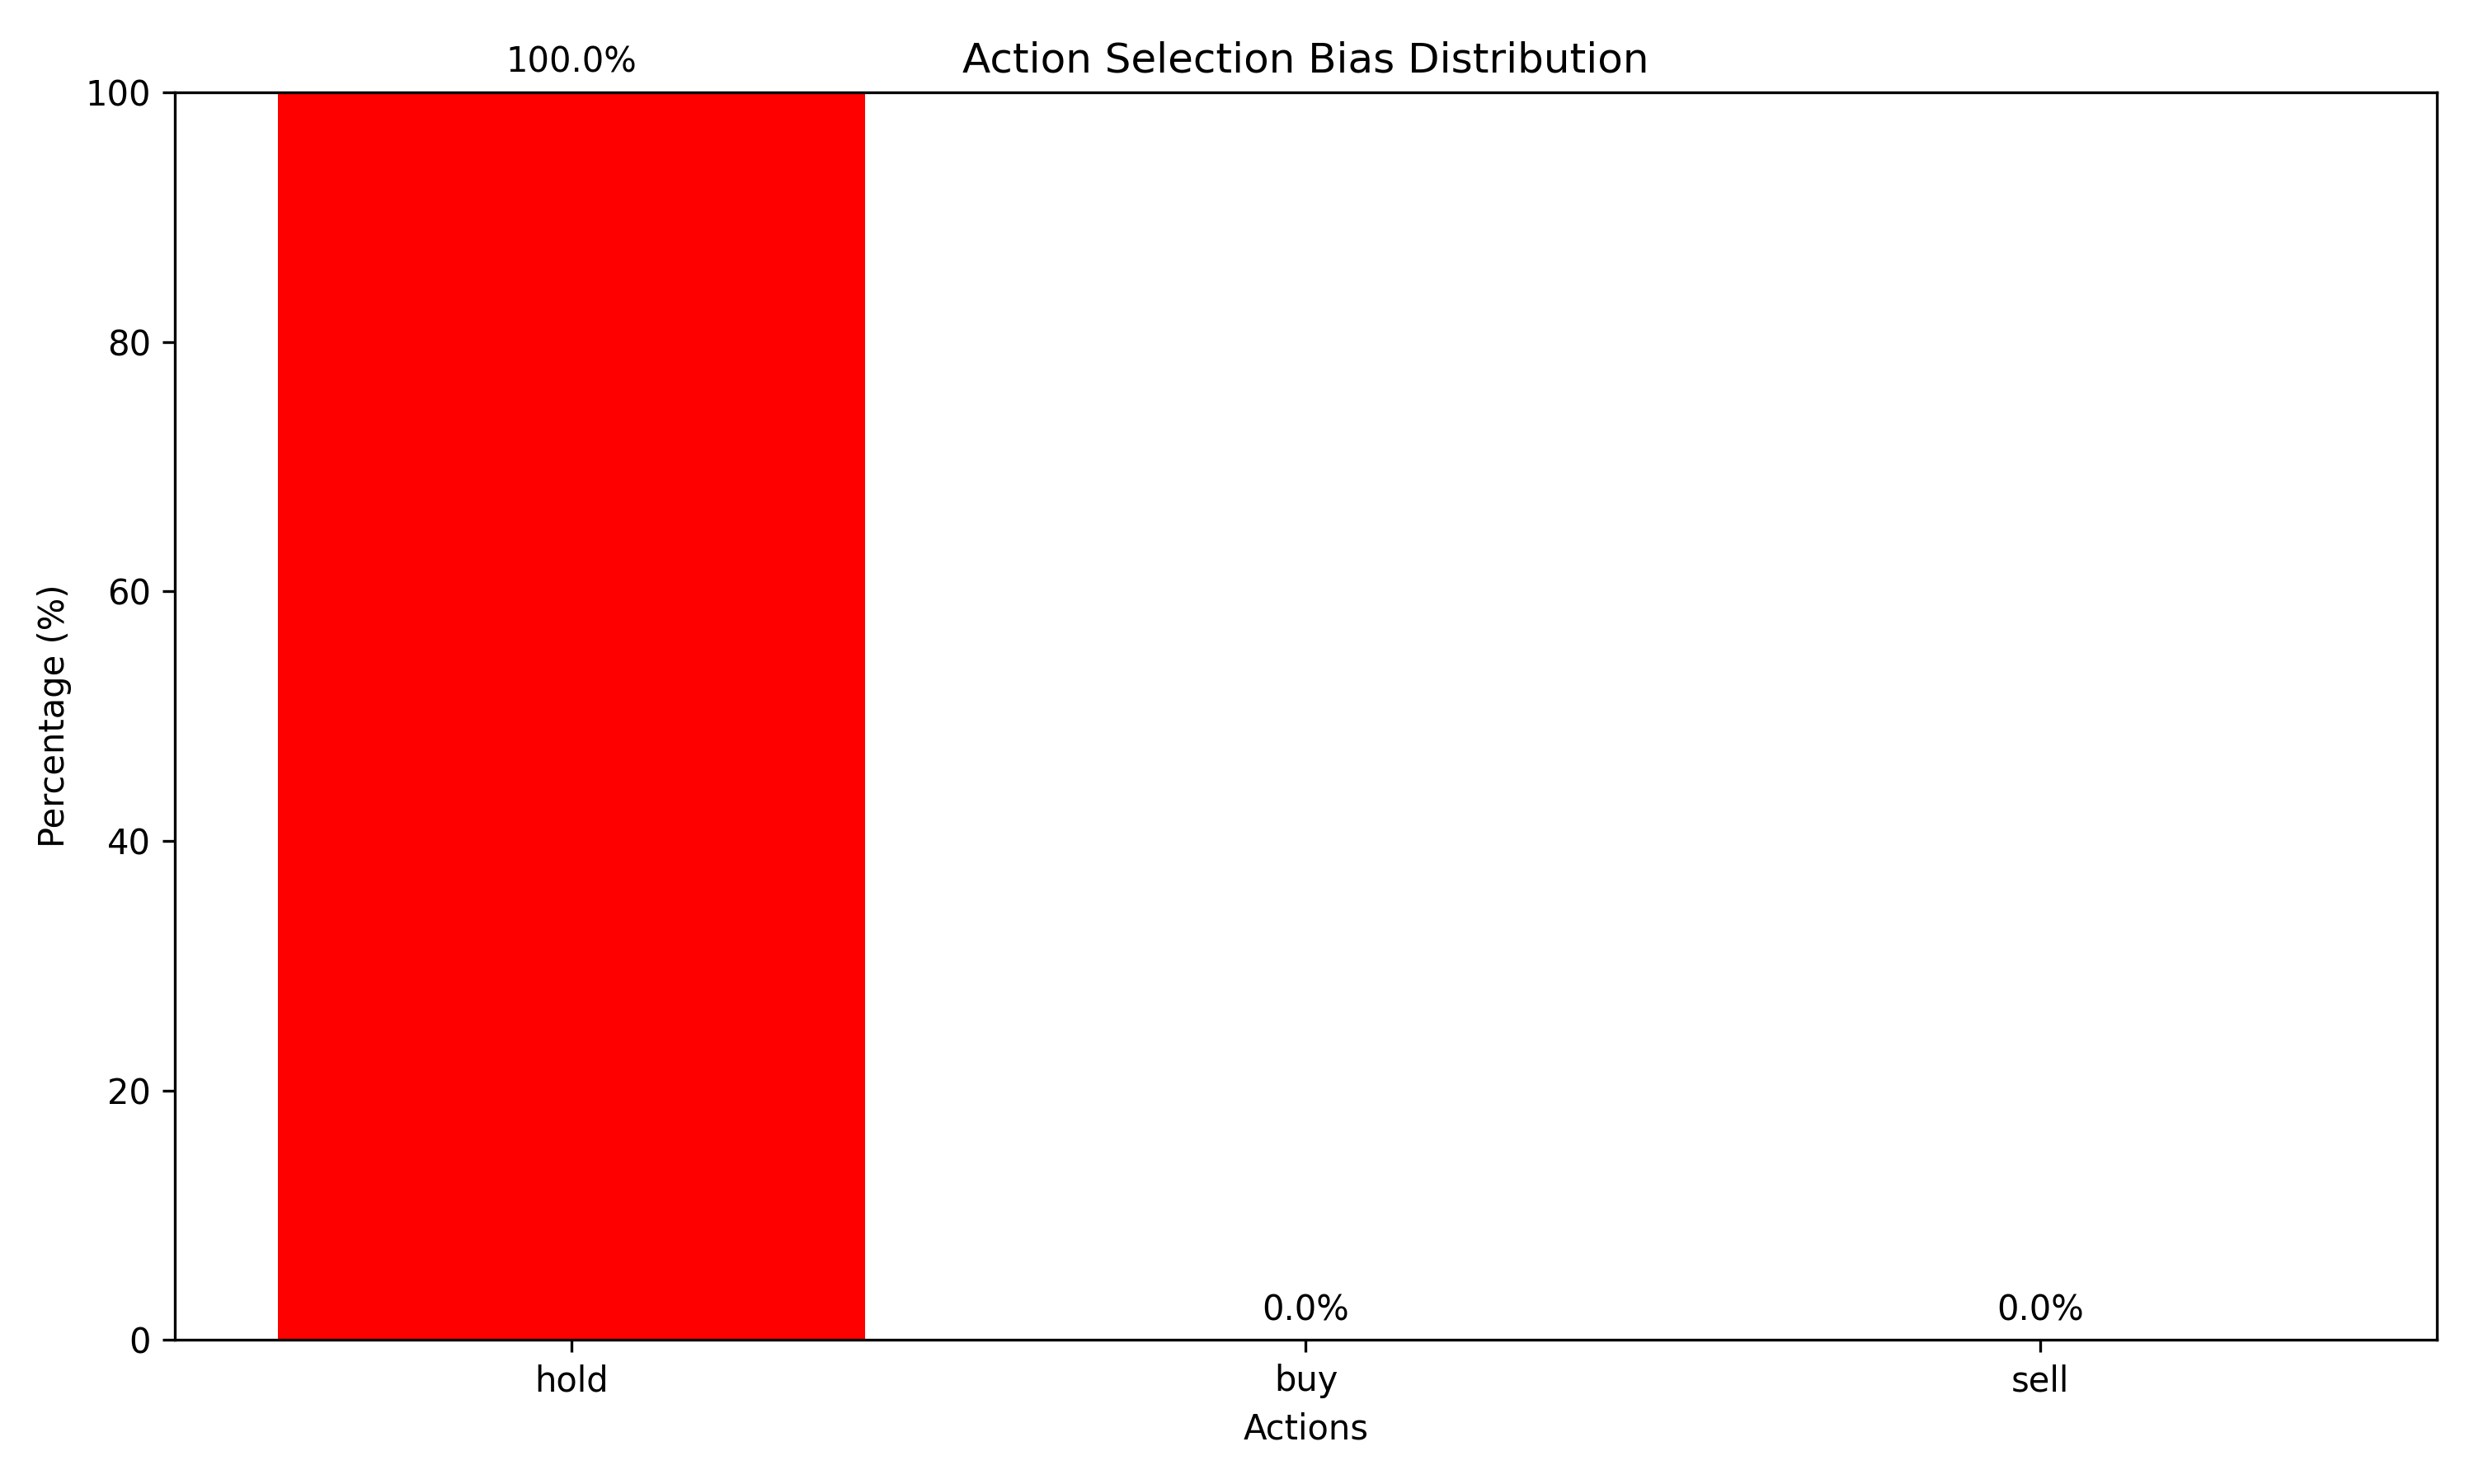 Action Selection Bias Distribution
100.0%
100
80
60
40
20
0
Percentage (%)
0.0%
0.0%
hold
buy
sell
Actions